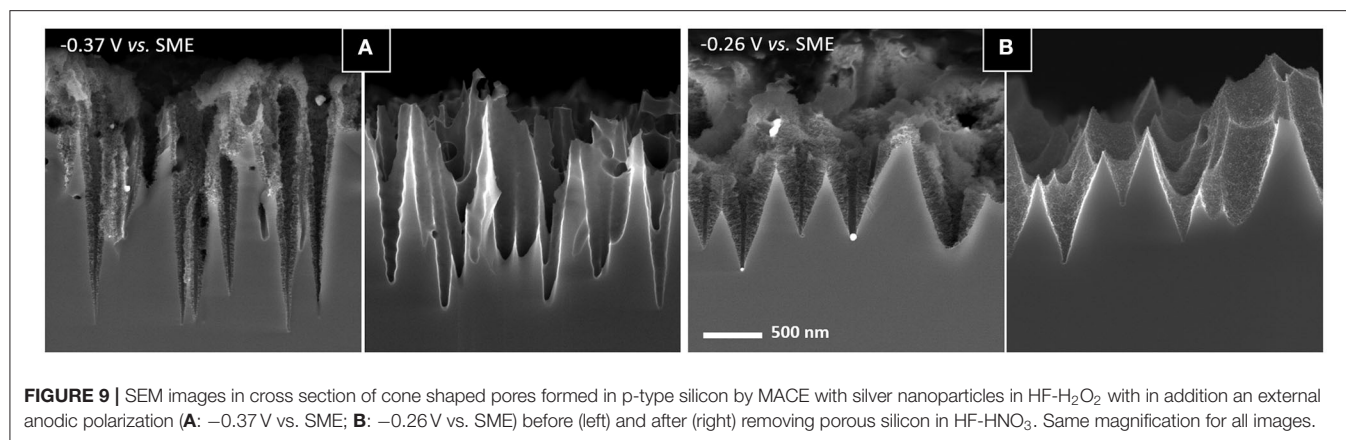 -0.37 V vs. SME
A
-0.26 V vs. SME
B
500 nm
FIGURE 9 | SEM images in cross section of cone shaped pores formed in p-type silicon by MACE with silver nanoparticles in HF-H₂O₂ with in addition an external
anodic polarization (A: −0.37 V vs. SME; B: −0.26 V vs. SME) before (left) and after (right) removing porous silicon in HF-HNO₃. Same magnification for all images.